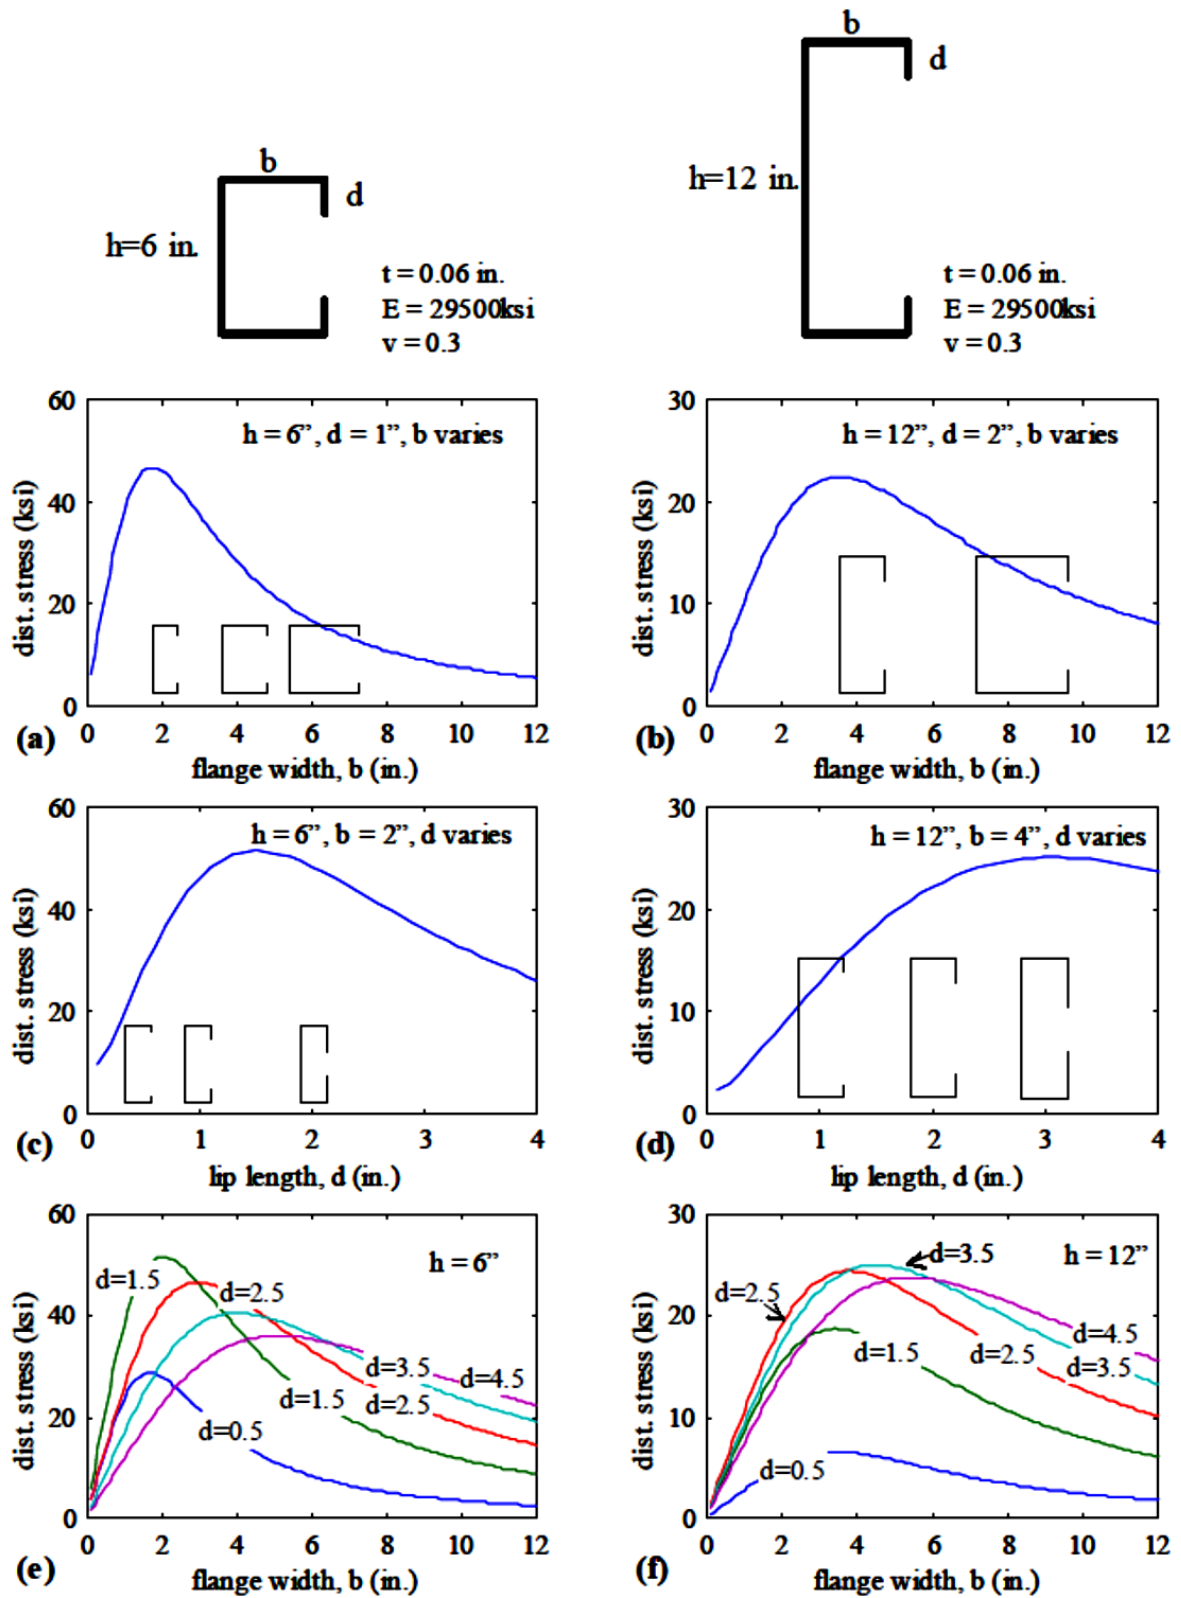 b
d
h=6 in.
t = 0.06 in.
E = 29500ksi
v = 0.3
b
d
h=12 in.
t = 0.06 in.
E = 29500ksi
v = 0.3
h = 6”, d = 1”, b varies
60
40
20
0
dist. stress (ksi)
0 2 4 6 8 10 12
(a)
flange width, b (in.)
h = 12”, d = 2”, b varies
30
20
10
0
dist. stress (ksi)
0 2 4 6 8 10 12
(b)
flange width, b (in.)
h = 6”, b = 2”, d varies
60
40
20
0
dist. stress (ksi)
0 1 2 3 4
(c)
lip length, d (in.)
h = 12”, b = 4”, d varies
30
20
10
0
dist. stress (ksi)
0 1 2 3 4
(d)
lip length, d (in.)
h = 6”
60
40
20
0
dist. stress (ksi)
d=1.5
d=2.5
d=3.5
d=4.5
d=1.5
d=2.5
d=0.5
0 2 4 6 8 10 12
(e)
flange width, b (in.)
h = 12”
30
20
10
0
dist. stress (ksi)
d=3.5
d=2.5
d=4.5
d=1.5
d=2.5
d=3.5
d=0.5
0 2 4 6 8 10 12
(f)
flange width, b (in.)